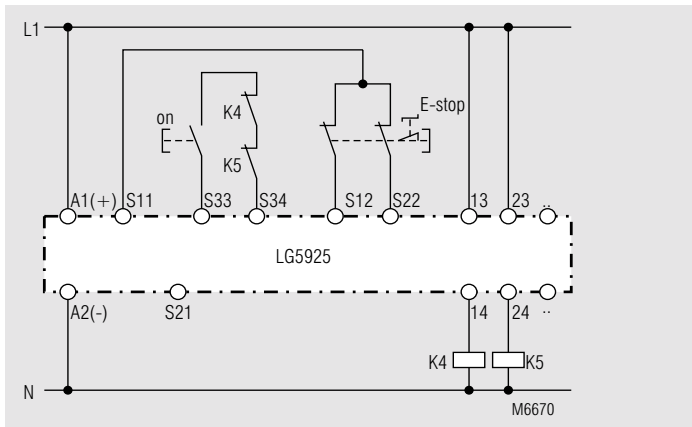 L1
on
K4
K5
E-stop
A1(+) S11 S33 S34 S12 S22 13 23 ..
LG5925
A2(-) S21 14 24 ..
K4 K5
N
M6670